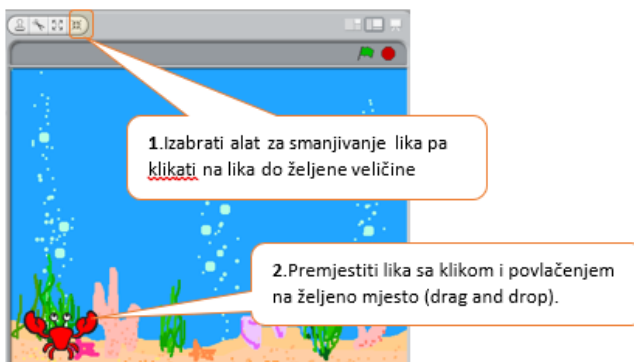 1.Izabrati alat za smanjivanje lika pa
klikati na lika do željene veličine
2.Premjestiti lika sa klikom i povlačenjem
na željeno mjesto (drag and drop).